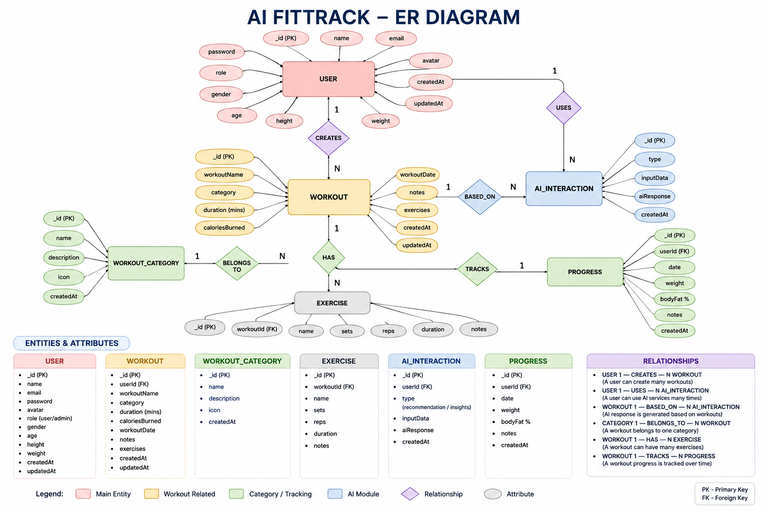 AI FITTRACK – ER DIAGRAM
_id (PK)
name
email
password
role
gender
age
height
weight
avatar
createdAt
updatedAt
USER
1
CREATES
N
1
USES
N
_id (PK)
workoutName
category
duration (mins)
caloriesBurned
WORKOUT
workoutDate
notes
exercises
createdAt
updatedAt
1
BASED_ON
N
AI_INTERACTION
_id (PK)
type
inputData
aiResponse
createdAt
_id (PK)
name
description
icon
createdAt
WORKOUT_CATEGORY
1
BELONGS
TO
N
1
HAS
N
TRACKS
1
PROGRESS
_id (PK)
userId (FK)
date
weight
bodyFat %
notes
createdAt
EXERCISE
_id (PK)
workoutId (FK)
name
sets
reps
duration
notes
ENTITIES & ATTRIBUTES
USER
• _id (PK)
• name
• email
• password
• avatar
• role (user/admin)
• gender
• age
• height
• weight
• createdAt
• updatedAt
WORKOUT
• _id (PK)
• userId (FK)
• workoutName
• category
• duration (mins)
• caloriesBurned
• workoutDate
• notes
• exercises
• createdAt
• updatedAt
WORKOUT_CATEGORY
• _id (PK)
• name
• description
• icon
• createdAt
EXERCISE
• _id (PK)
• workoutId (FK)
• name
• sets
• reps
• duration
• notes
AI_INTERACTION
• _id (PK)
• userId (FK)
• type
(recommendation / insights)
• inputData
• aiResponse
• createdAt
PROGRESS
• _id (PK)
• userId (FK)
• date
• weight
• bodyFat %
• notes
• createdAt
RELATIONSHIPS
• USER 1 — CREATES — N WORKOUT
(A user can create many workouts)
• USER 1 — USES — N AI_INTERACTION
(A user can use AI services many times)
• WORKOUT 1 — BASED_ON — N AI_INTERACTION
(AI response is generated based on workouts)
• CATEGORY 1 — BELONGS_TO — N WORKOUT
(A workout belongs to one category)
• WORKOUT 1 — HAS — N EXERCISE
(A workout can have many exercises)
• WORKOUT 1 — TRACKS — N PROGRESS
(A workout progress is tracked over time)
Legend:
Main Entity
Workout Related
Category / Tracking
AI Module
Relationship
Attribute
PK - Primary Key
FK - Foreign Key